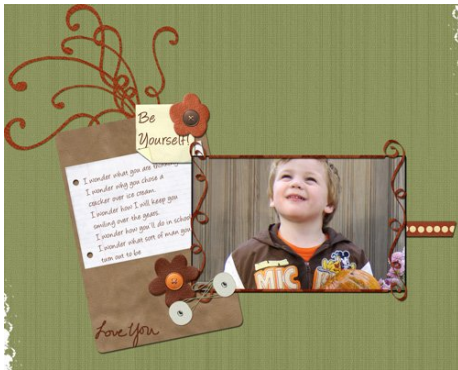 Be
Yourself!
I wonder what you are thinking
I wonder why you chose a
cracker over ice cream.
I wonder how I will keep you
smiling over the years.
I wonder how you'll do in school
I wonder what sort of man you
turn out to be
Love You
MIC